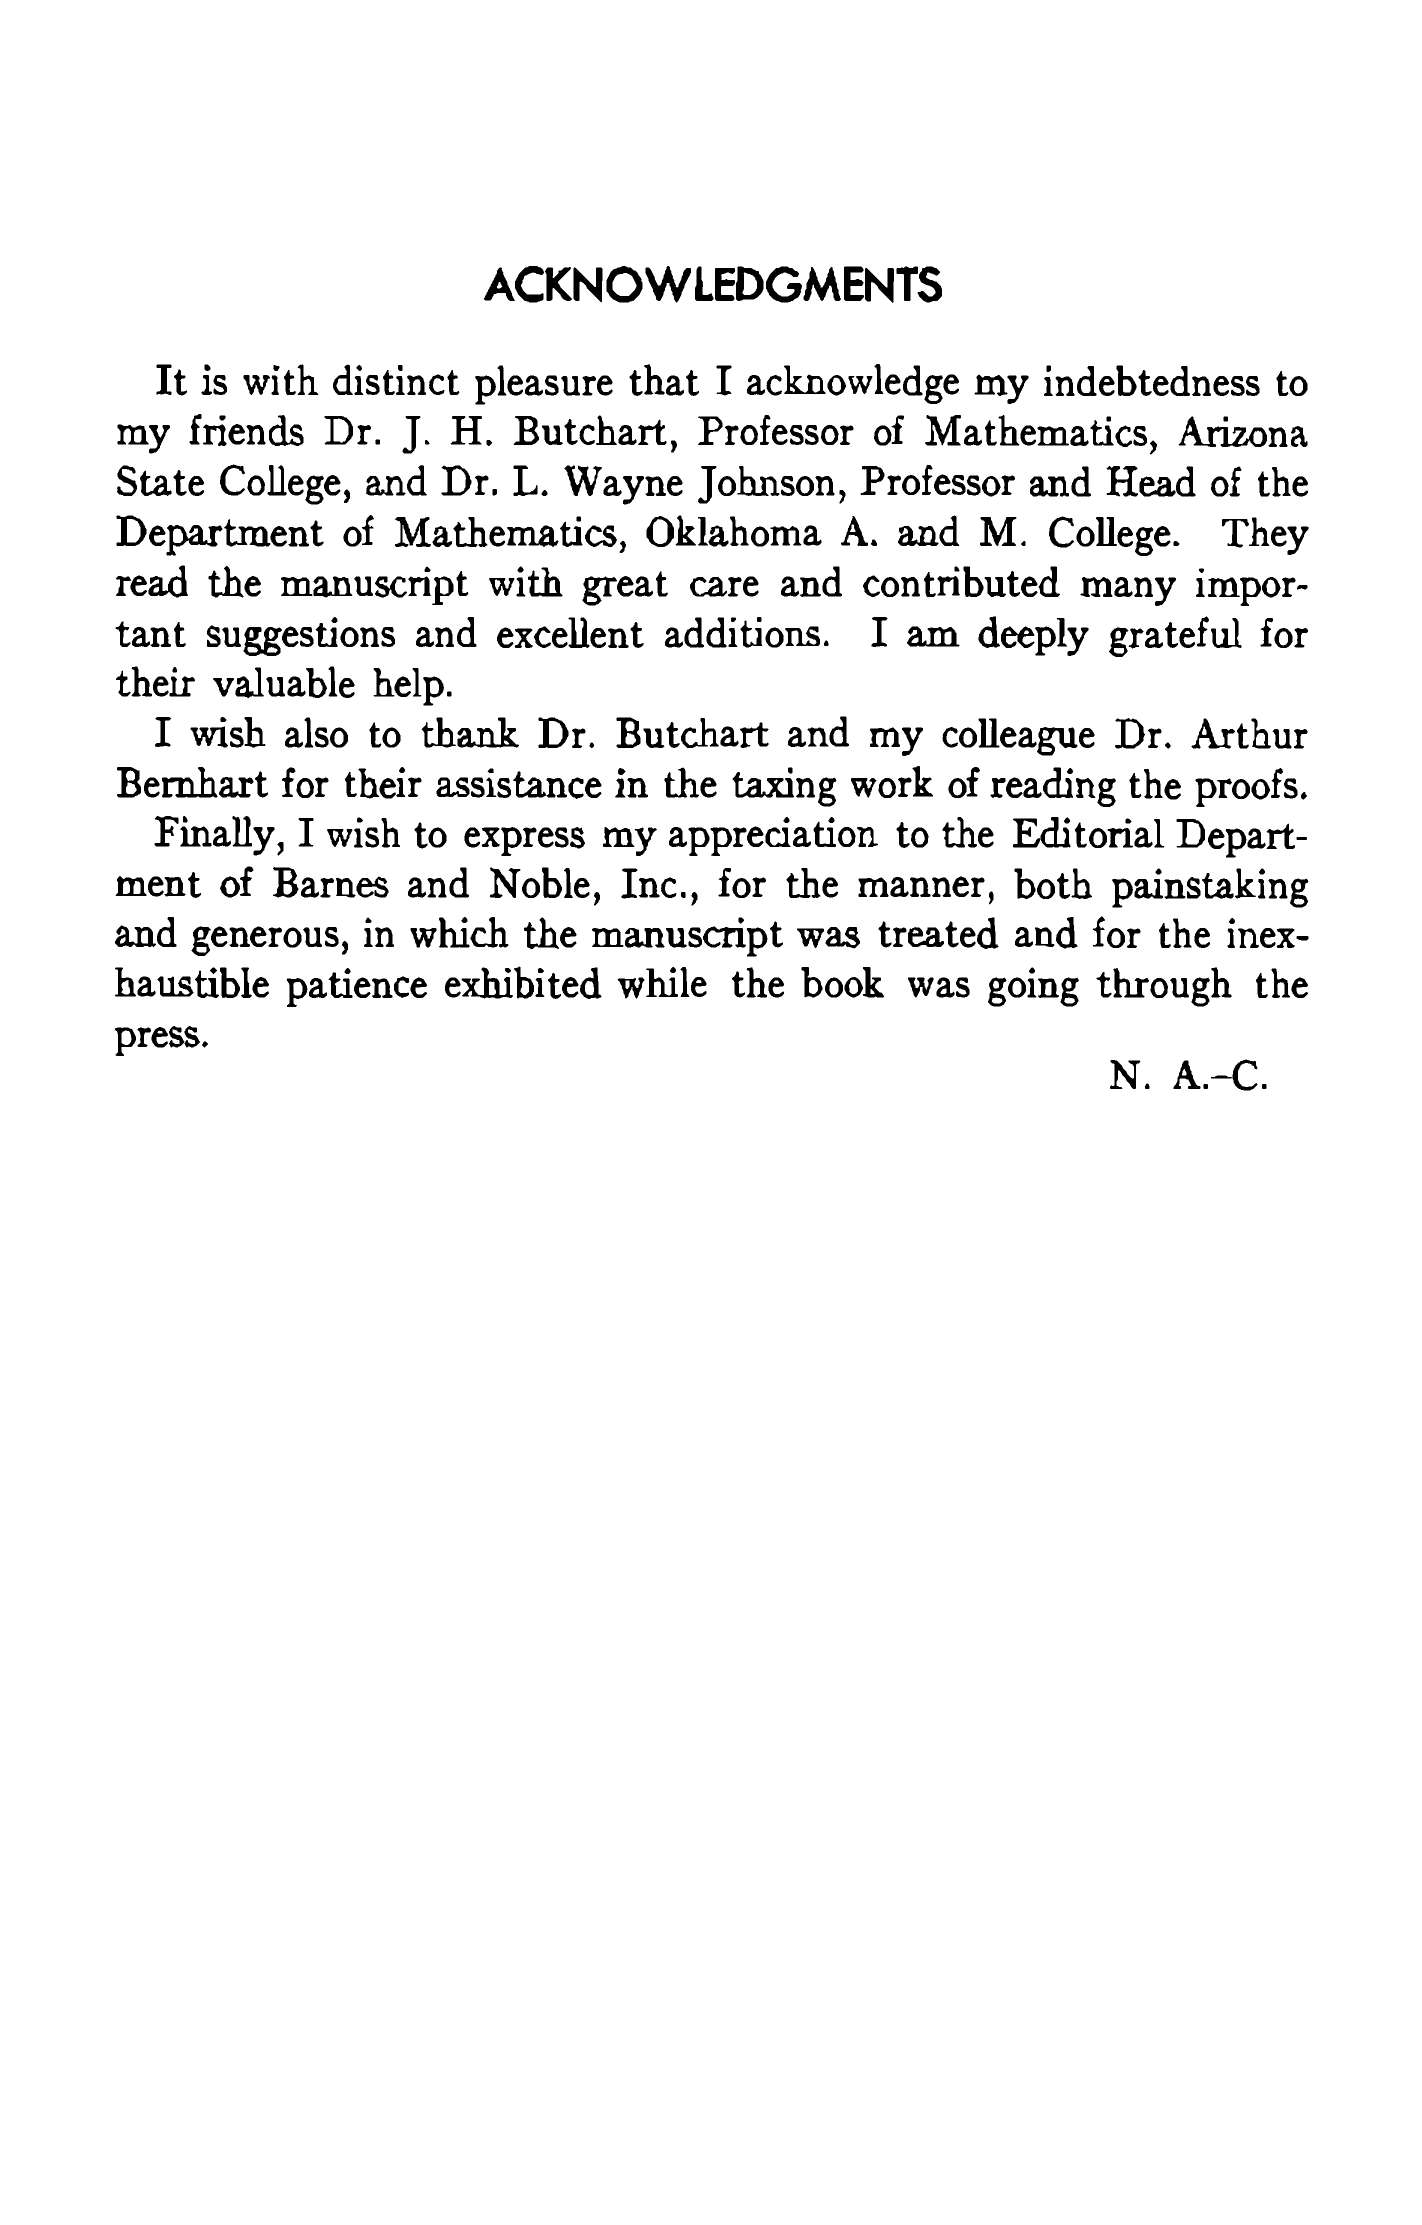 ACKNOWLEDGMENTS
It is with distinct pleasure that I acknowledge my indebtedness to
my friends Dr. J. H. Butchart, Professor of Mathematics, Arizona
State College, and Dr. L. Wayne Johnson, Professor and Head of the
Department of Mathematics, Oklahoma A. and M. College. They
read the manuscript with great care and contributed many impor-
tant suggestions and excellent additions. I am deeply grateful for
their valuable help.
I wish also to thank Dr. Butchart and my colleague Dr. Arthur
Bernhart for their assistance in the taxing work of reading the proofs.
Finally, I wish to express my appreciation to the Editorial Depart-
ment of Barnes and Noble, Inc., for the manner, both painstaking
and generous, in which the manuscript was treated and for the inex-
haustible patience exhibited while the book was going through the
press.
N. A.–C.